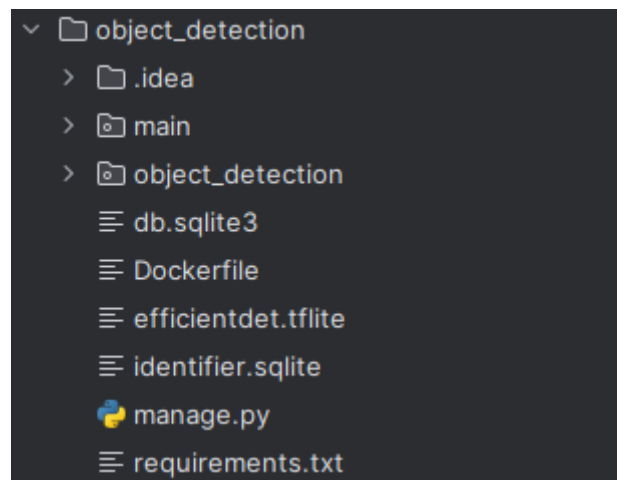 object_detection
.idea
main
object_detection
db.sqlite3
Dockerfile
efficientdet.tflite
identifier.sqlite
manage.py
requirements.txt